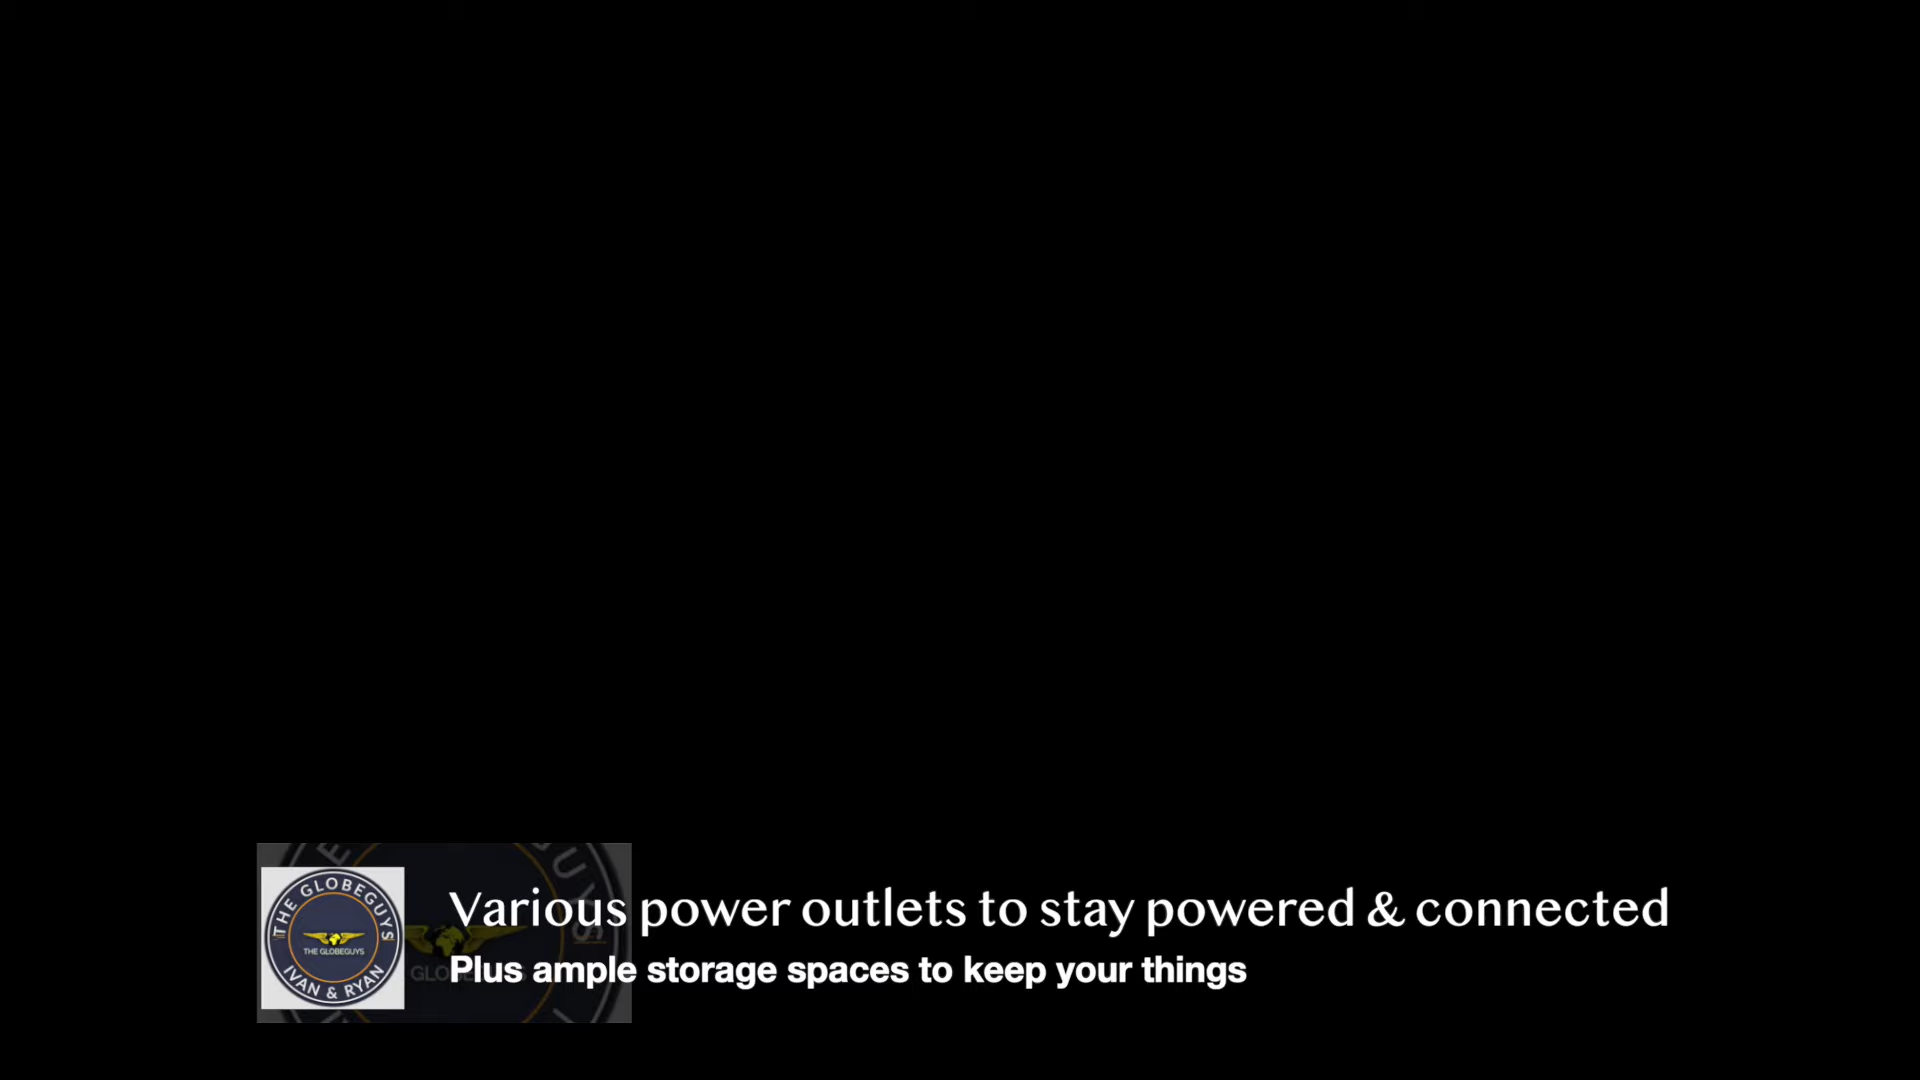 Various power outlets to stay powered & connected
Plus ample storage spaces to keep your things
THE GLOBEGUYS
THE GLOBEGUYS
IVAN & RYAN